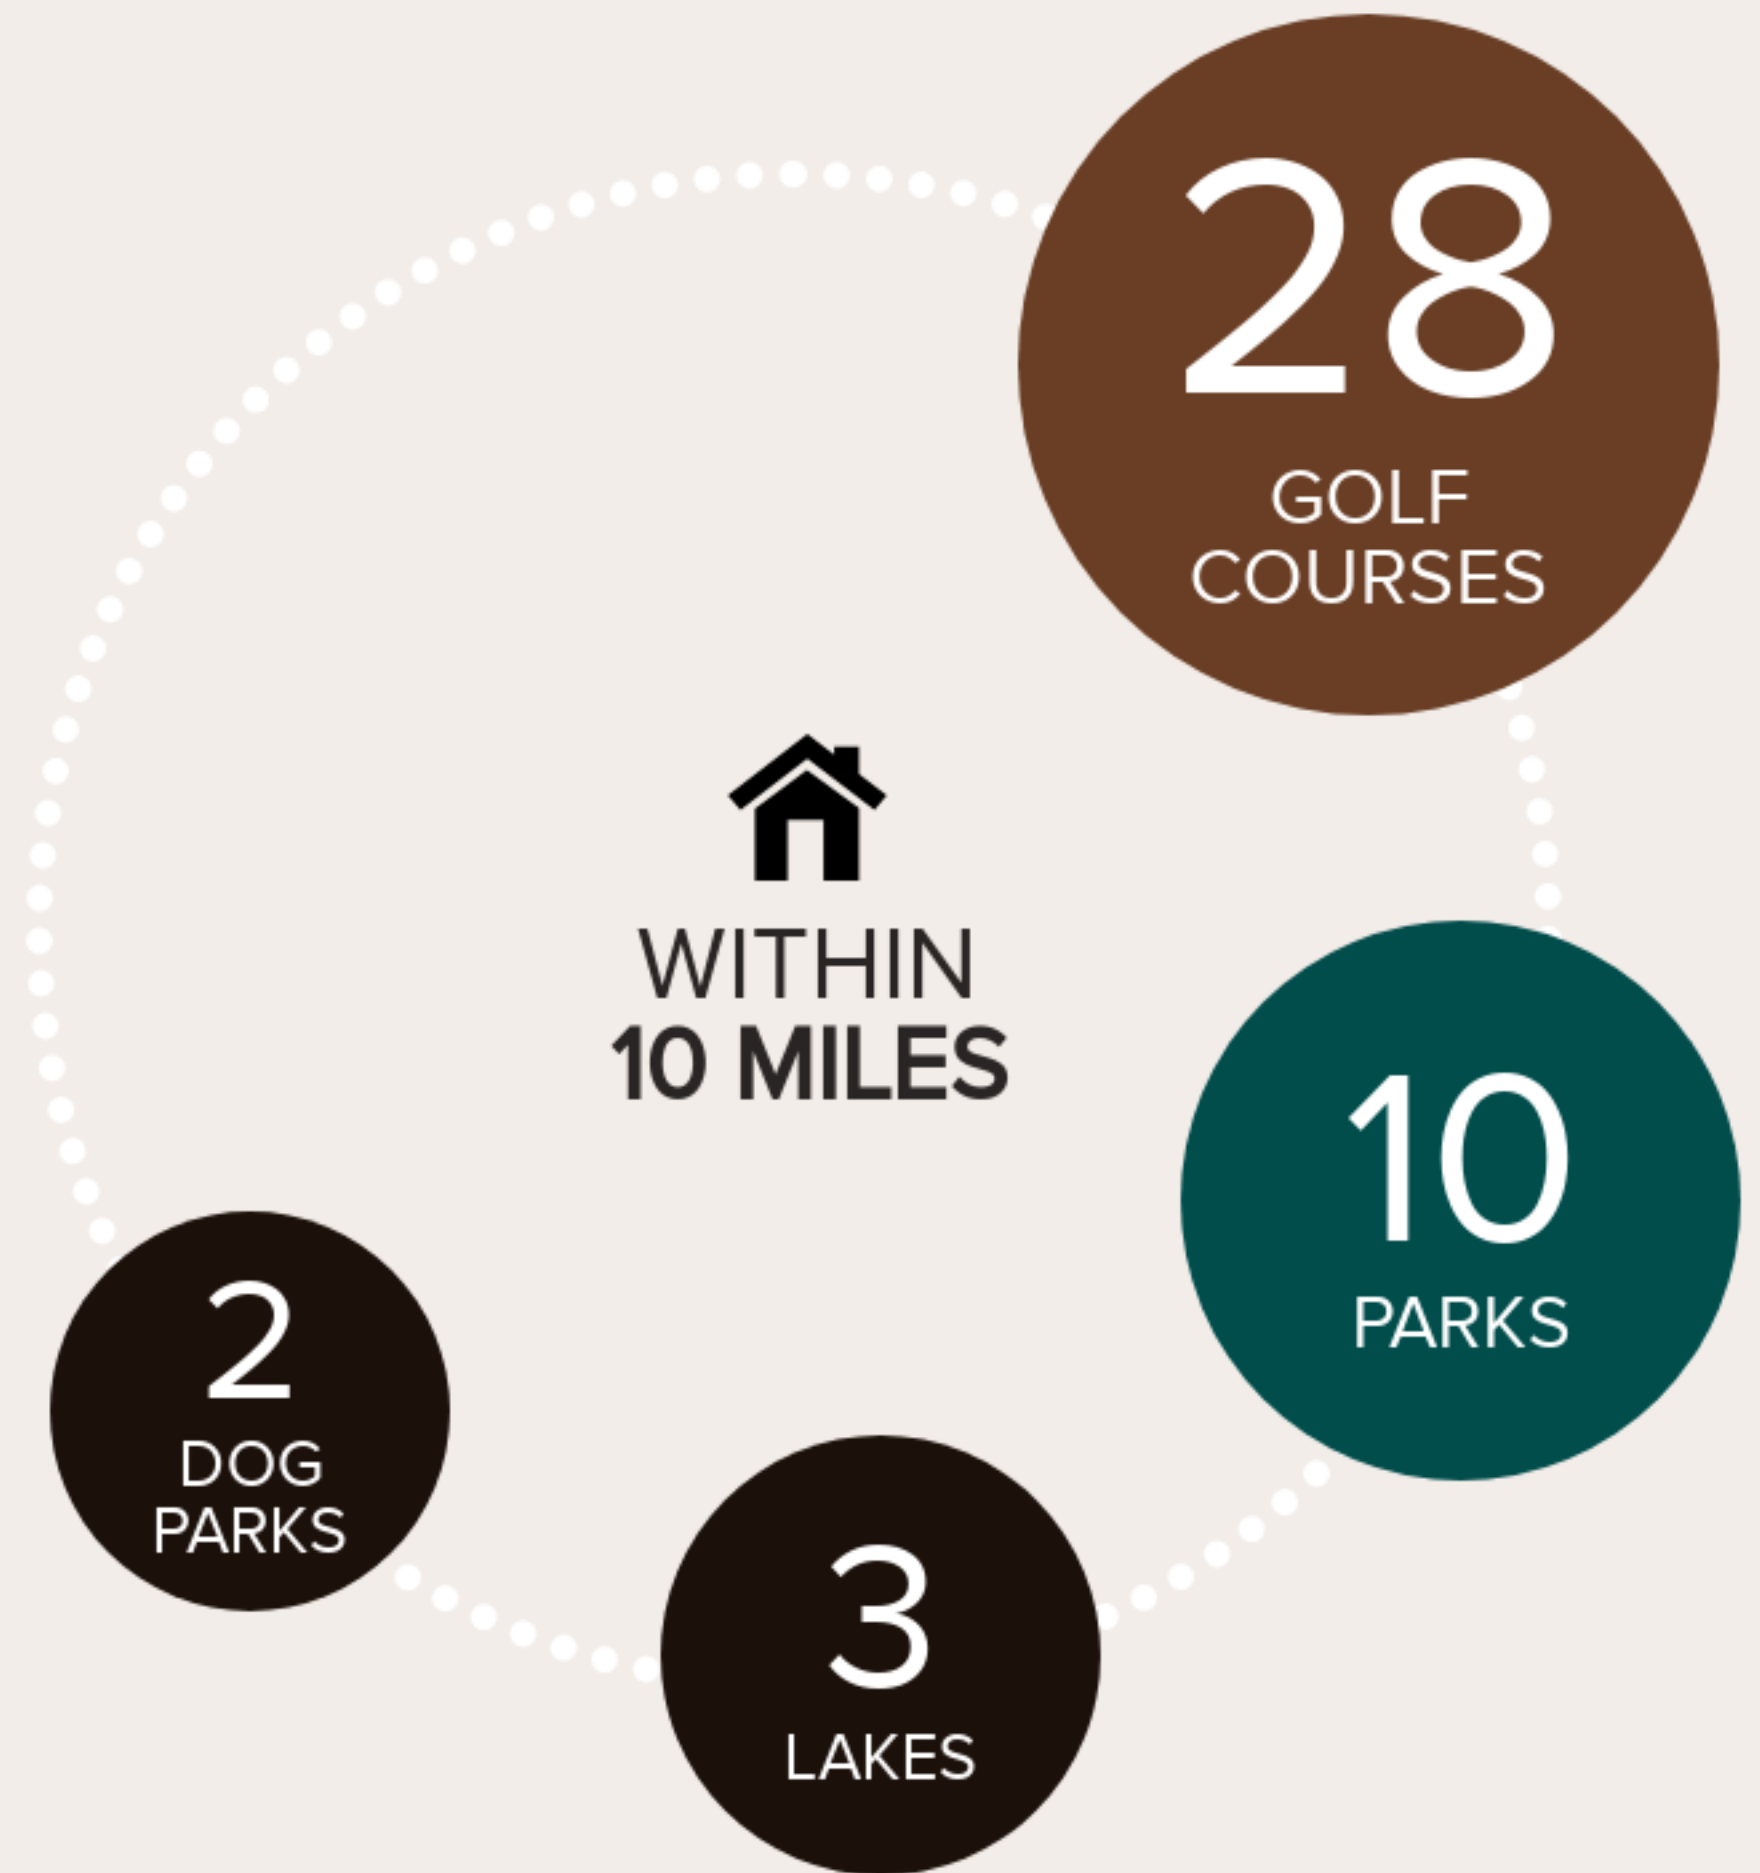 28
GOLF
COURSES
WITHIN
10 MILES
10
PARKS
2
DOG
PARKS
3
LAKES